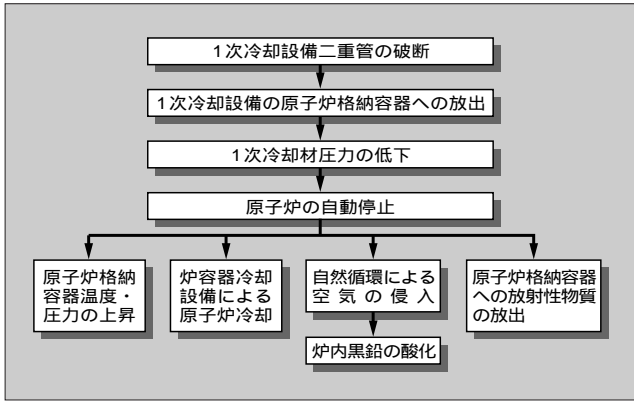 1次冷却設備二重管の破断
1次冷却設備の原子炉格納容器への放出
1次冷却材圧力の低下
原子炉の自動停止
原子炉格納
容器温度・
圧力の上昇
炉容器冷却
設備による
原子炉冷却
自然循環による
空気の侵入
原子炉格納容器
への放射性物質
の放出
炉内黒鉛の酸化